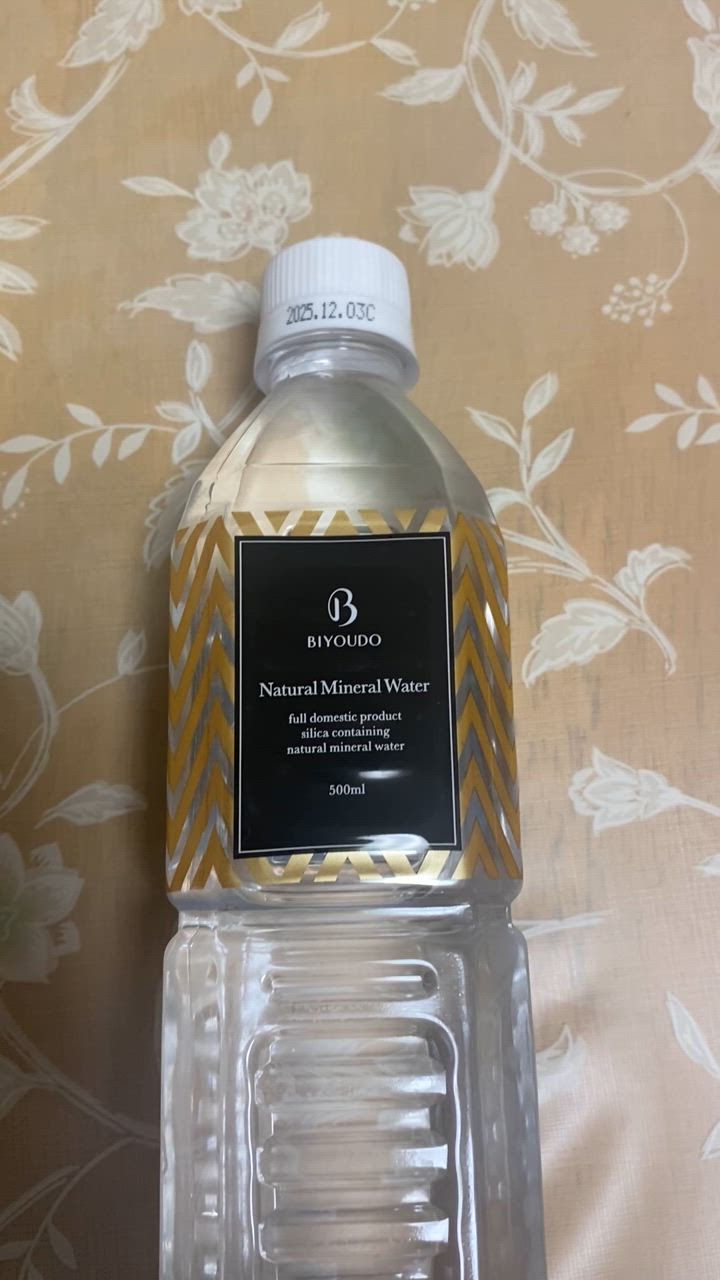 2025.12.03C
B
BIYOUDO
Natural Mineral Water
full domestic product
silica containing
natural mineral water
500ml